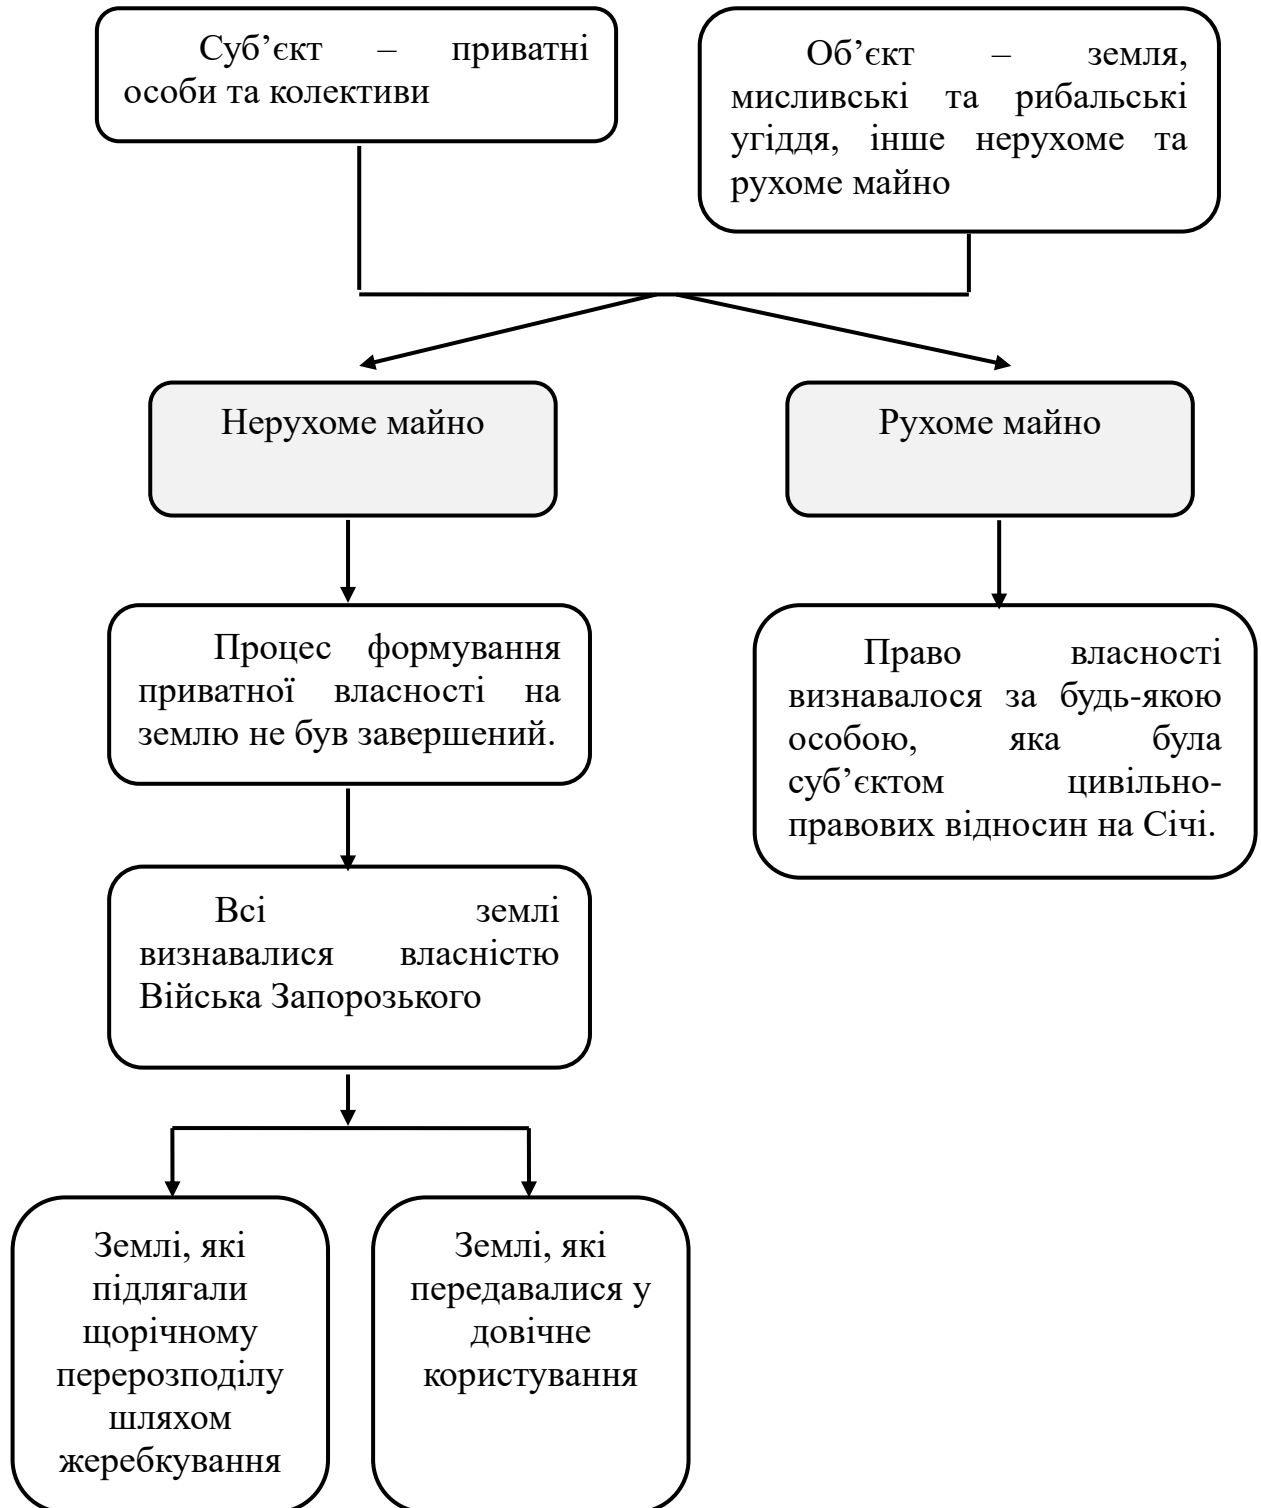 Суб’єкт – приватні
особи та колективи
Об’єкт – земля,
мисливські та рибальські
угіддя, інше нерухоме та
рухоме майно
Нерухоме майно
Рухоме майно
Процес формування
приватної власності на
землю не був завершений.
Право власності
визнавалося за будь-якою
особою, яка була
суб’єктом цивільно-
правових відносин на Січі.
Всі землі
визнавалися власністю
Війська Запорозького
Землі, які
підлягали
щорічному
перерозподілу
шляхом
жеребкування
Землі, які
передавалися у
довічне
користування